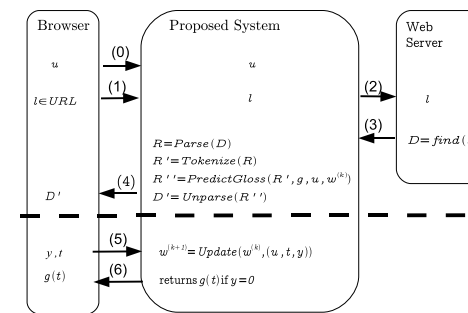 Browser
Proposed System
Web
Server
u
(0)
u
l∈URL
(1)
l
(2)
l
(3)
D=find(
R=Parse(D)
R'=Tokenize(R)
R''=PredictGloss(R',g,u,w^(k))
D'
(4)
D'=Unparse(R'')
y,t
(5)
w^(k+1)=Update(w^(k),(u,t,y))
g(t)
(6)
returns g(t) if y=0